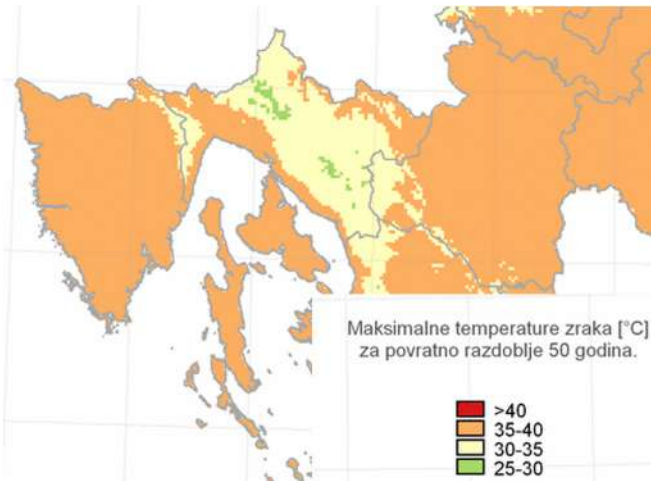 Maksimalne temperature zraka [°C]
za povratno razdoblje 50 godina.
>40
35-40
30-35
25-30